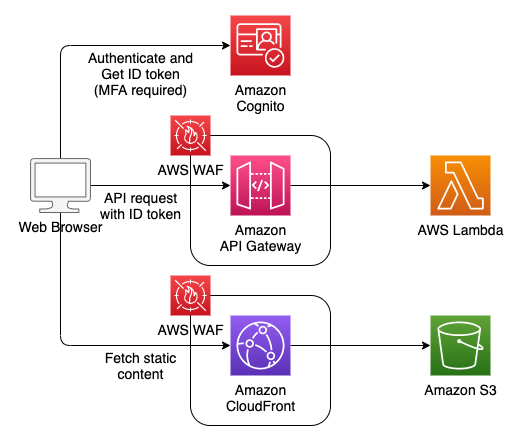 Authenticate and
Get ID token
(MFA required)
Amazon
Cognito
AWS WAF
API request
with ID token
Web Browser
Amazon
API Gateway
AWS Lambda
AWS WAF
Fetch static
content
Amazon
CloudFront
Amazon S3